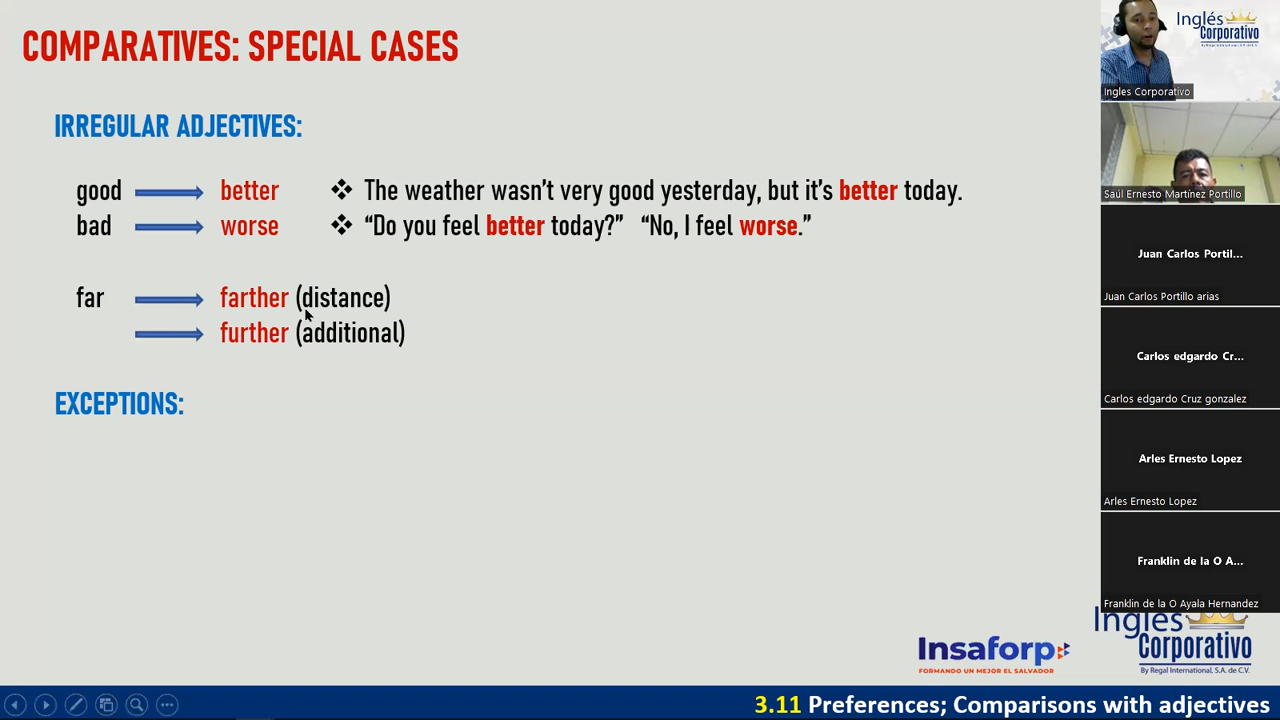 COMPARATIVES: SPECIAL CASES
IRREGULAR ADJECTIVES:
good better ❖ The weather wasn't very good yesterday, but it's better today.
bad worse ❖ “Do you feel better today?” “No, I feel worse.”
far farther (distance)
further (additional)
EXCEPTIONS:
Inglés
Corporativo
By Regal International, S.A. de C.V.
Ingles Corporativo
Saúl Ernesto Martínez Portillo
Juan Carlos Portil...
Juan Carlos Portillo arias
Carlos edgardo Cr...
Carlos edgardo Cruz gonzalez
Arles Ernesto Lopez
Arles Ernesto Lopez
Franklin de la O A...
Franklin de la O Ayala Hernandez
Insaforp
FORMANDO UN MEJOR EL SALVADOR
Inglés
Corporativo
By Regal International, S.A. de C.V.
3.11 Preferences; Comparisons with adjectives